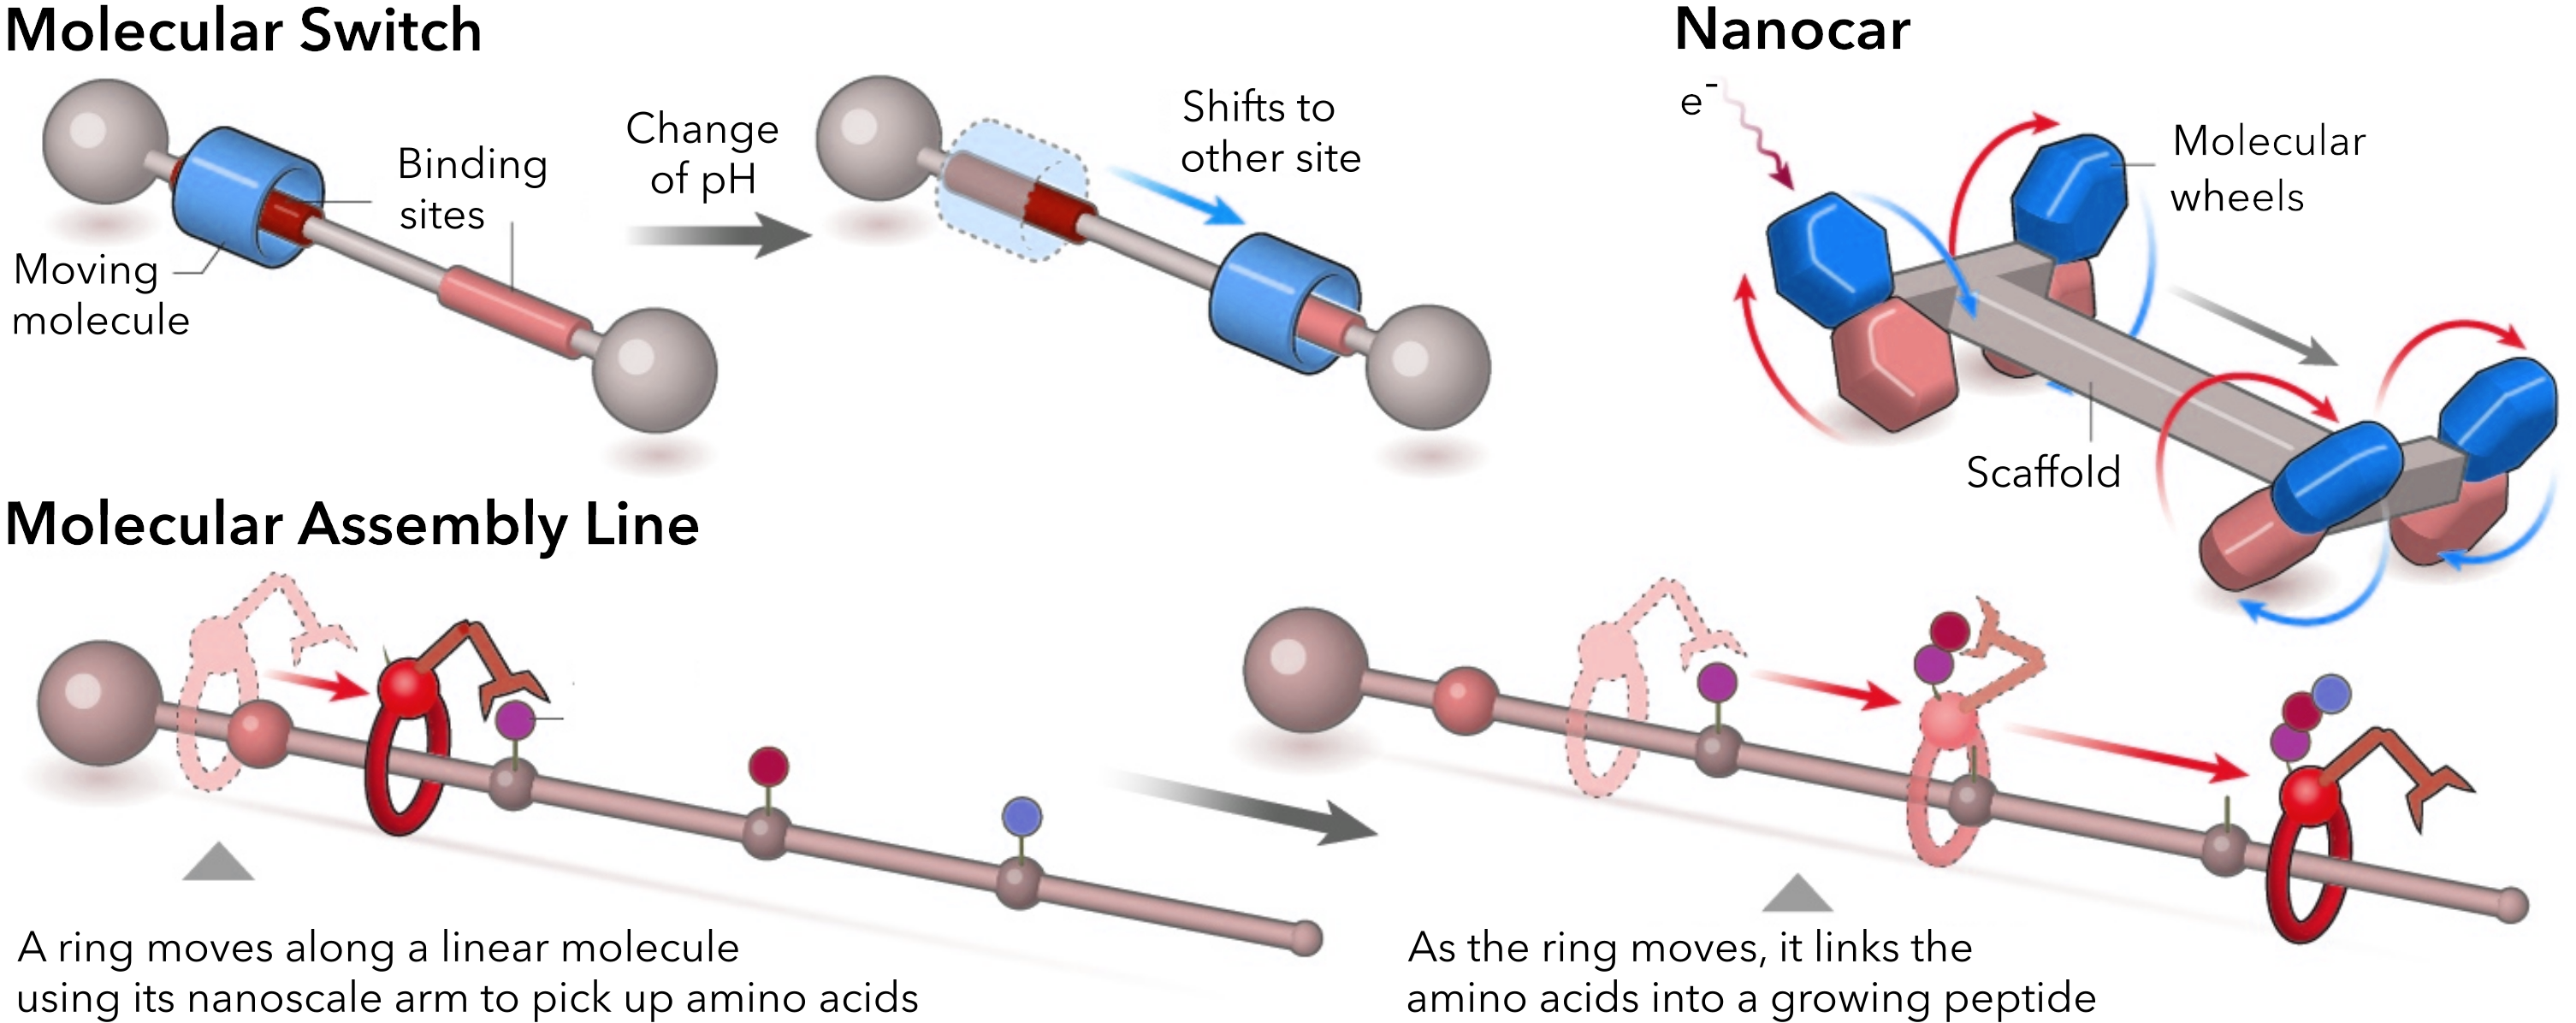 Molecular Switch
Binding
sites
Moving
molecule
Change
of pH
Shifts to
other site
Nanocar
e-
Molecular
wheels
Scaffold
Molecular Assembly Line
A ring moves along a linear molecule
using its nanoscale arm to pick up amino acids
As the ring moves, it links the
amino acids into a growing peptide